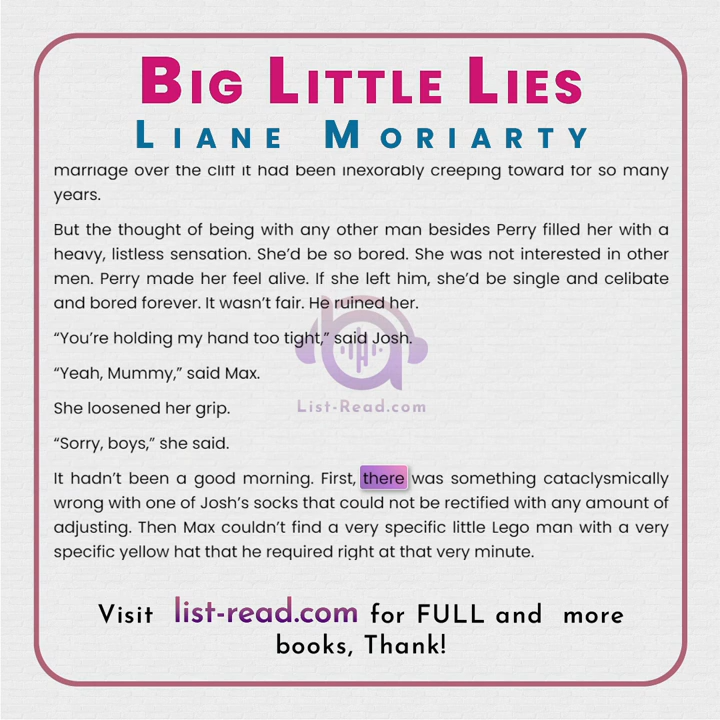 BIG LITTLE LIES
LIANE MORIARTY
marriage over the cliff it had been inexorably creeping toward for so many
years.
But the thought of being with any other man besides Perry filled her with a
heavy, listless sensation. She’d be so bored. She was not interested in other
men. Perry made her feel alive. If she left him, she’d be single and celibate
and bored forever. It wasn’t fair. He ruined her.
“You’re holding my hand too tight,” said Josh.
“Yeah, Mummy,” said Max.
She loosened her grip.
List-Read.com
“Sorry, boys,” she said.
It hadn’t been a good morning. First, there was something cataclysmically
wrong with one of Josh’s socks that could not be rectified with any amount of
adjusting. Then Max couldn’t find a very specific little Lego man with a very
specific yellow hat that he required right at that very minute.
Visit list-read.com for FULL and more
books, Thank!